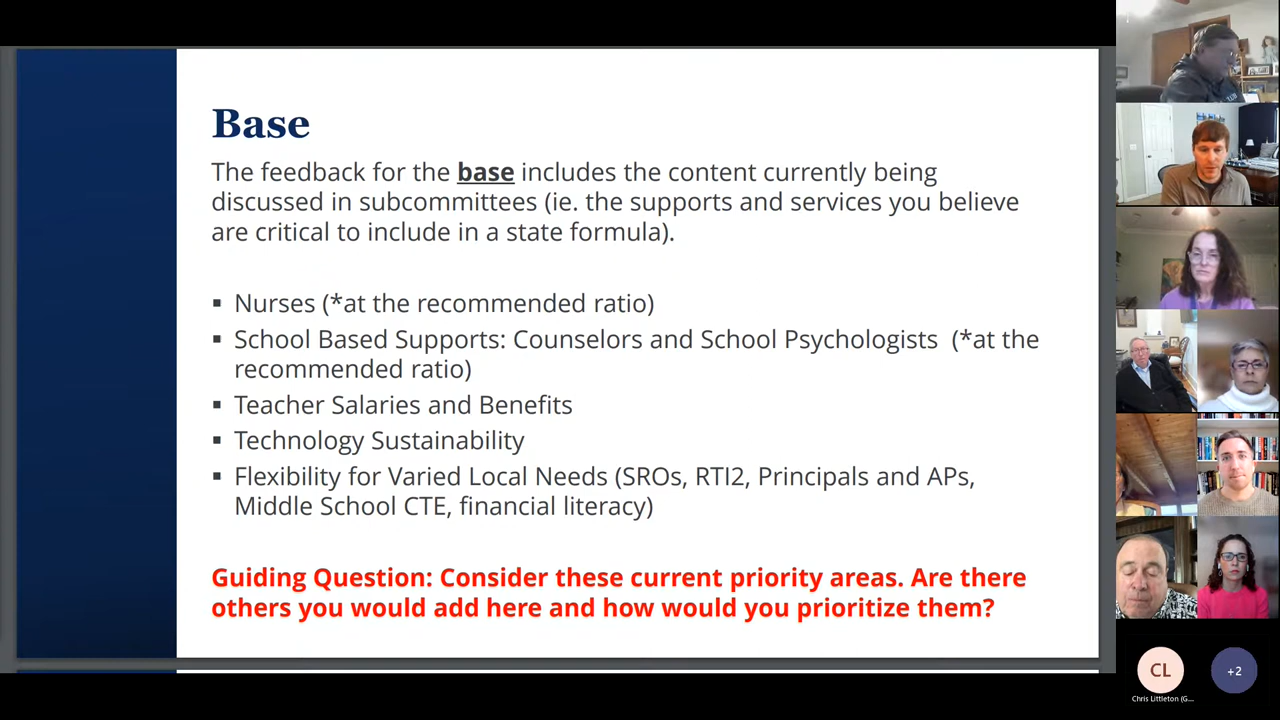 Base
The feedback for the base includes the content currently being
discussed in subcommittees (ie. the supports and services you believe
are critical to include in a state formula).
▪ Nurses (*at the recommended ratio)
▪ School Based Supports: Counselors and School Psychologists (*at the
recommended ratio)
▪ Teacher Salaries and Benefits
▪ Technology Sustainability
▪ Flexibility for Varied Local Needs (SROs, RTI2, Principals and APs,
Middle School CTE, financial literacy)
Guiding Question: Consider these current priority areas. Are there
others you would add here and how would you prioritize them?
CL
+2
Chris Littleton (G...